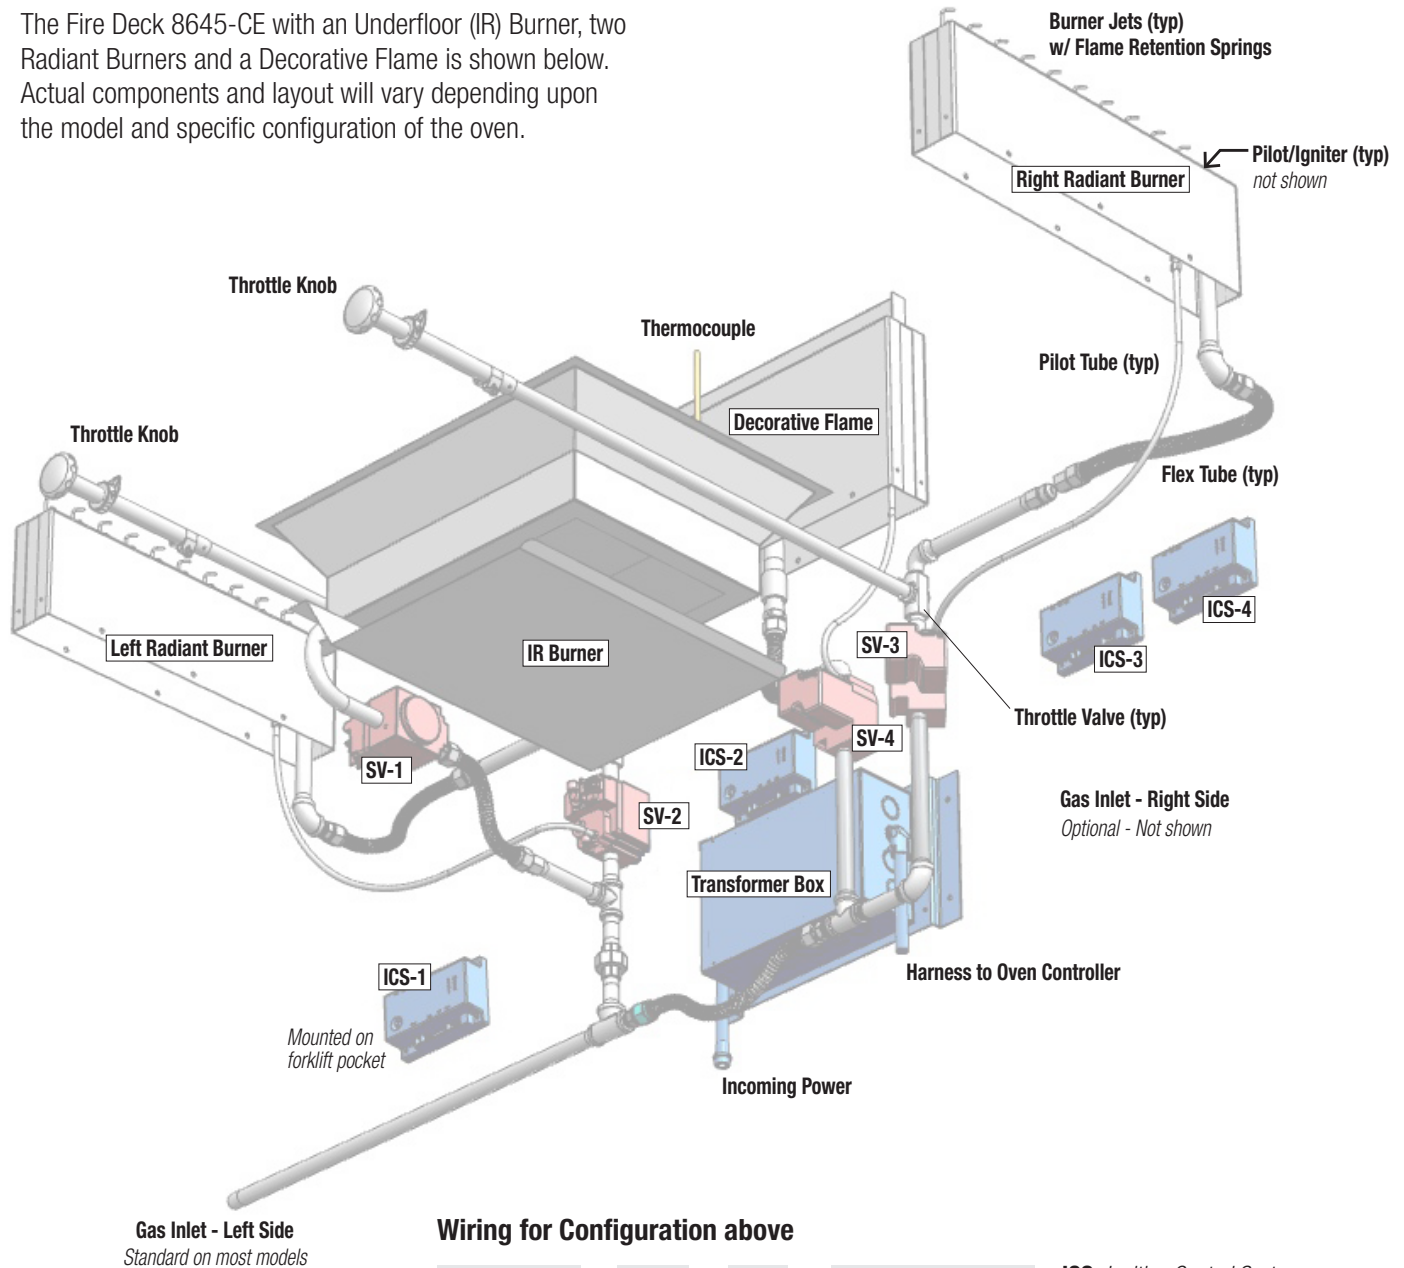 The Fire Deck 8645-CE with an Underfloor (IR) Burner, two
Radiant Burners and a Decorative Flame is shown below.
Actual components and layout will vary depending upon
the model and specific configuration of the oven.
Burner Jets (typ)
w/ Flame Retention Springs
Pilot/Igniter (typ)
not shown
Right Radiant Burner
Throttle Knob
Thermocouple
Pilot Tube (typ)
Decorative Flame
Throttle Knob
Flex Tube (typ)
ICS-4
ICS-3
SV-3
Left Radiant Burner
IR Burner
Throttle Valve (typ)
SV-4
ICS-2
SV-1
Gas Inlet - Right Side
Optional - Not shown
SV-2
Transformer Box
Harness to Oven Controller
ICS-1
Mounted on
forklift pocket
Incoming Power
Gas Inlet - Left Side
Standard on most models
Wiring for Configuration above